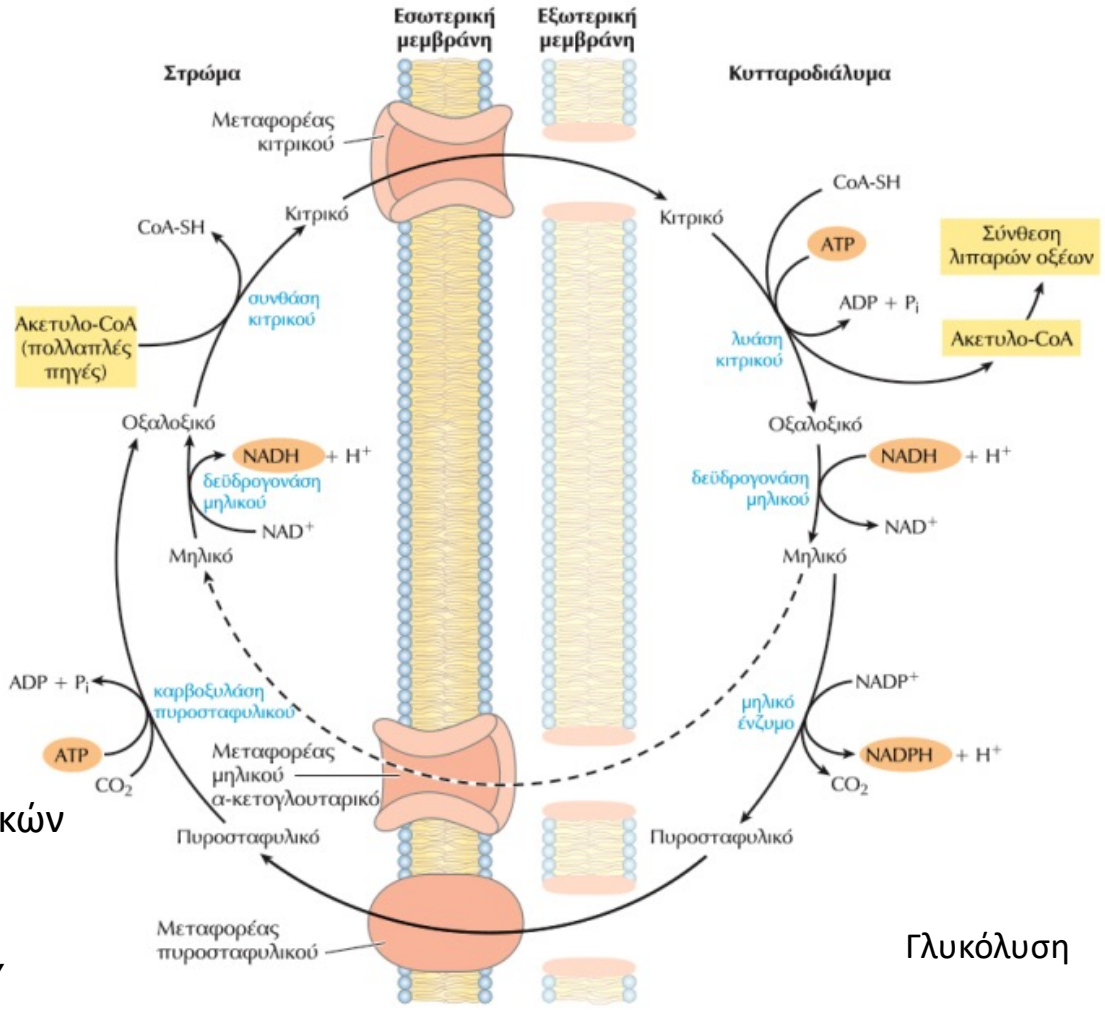 Εσωτερική
μεμβράνη
Εξωτερική
μεμβράνη
Στρώμα
Κυτταροδιάλυμα
Μεταφορέας
κιτρικού
Κιτρικό
CoA-SH
συνθάση
κιτρικού
Ακετυλο-CoA
(πολλαπλές
πηγές)
Οξαλοξικό
NADH + H⁺
δεϋδρογονάση
μηλικού
NAD⁺
Μηλικό
ADP + Pᵢ
καρβοξυλάση
πυροσταφυλικού
ATP
CO₂
Μεταφορέας
μηλικού
α-κετογλουταρικό
Πυροσταφυλικό
Μεταφορέας
πυροσταφυλικού
Κιτρικό
CoA-SH
ATP
ADP + Pᵢ
Σύνθεση
λιπαρών οξέων
Ακετυλο-CoA
λυάση
κιτρικού
Οξαλοξικό
NADH + H⁺
δεϋδρογονάση
μηλικού
NAD⁺
Μηλικό
NADP⁺
μηλικό
ένζυμο
NADPH + H⁺
CO₂
Πυροσταφυλικό
Γλυκόλυση
κών